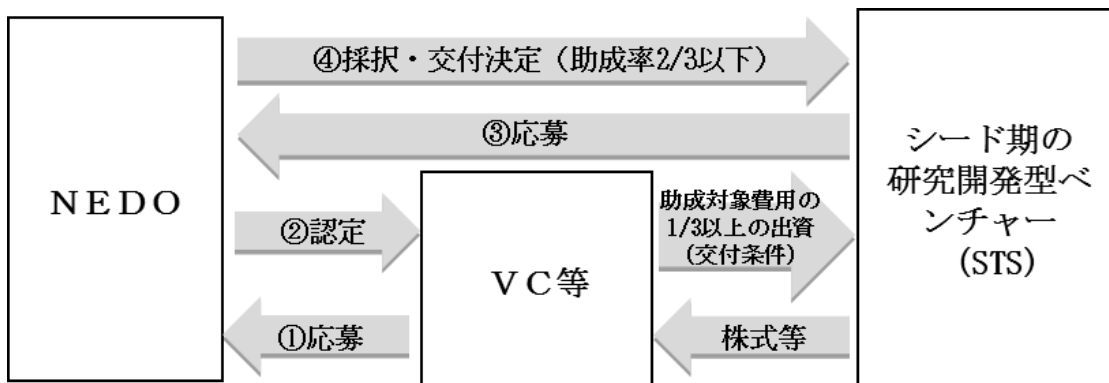 ④採択・交付決定（助成率2/3以下）
③応募
NEDO
シード期の
研究開発型ベ
ンチャー
(STS)
②認定
助成対象費用の
1/3以上の出資
(交付条件)
VC等
①応募
株式等